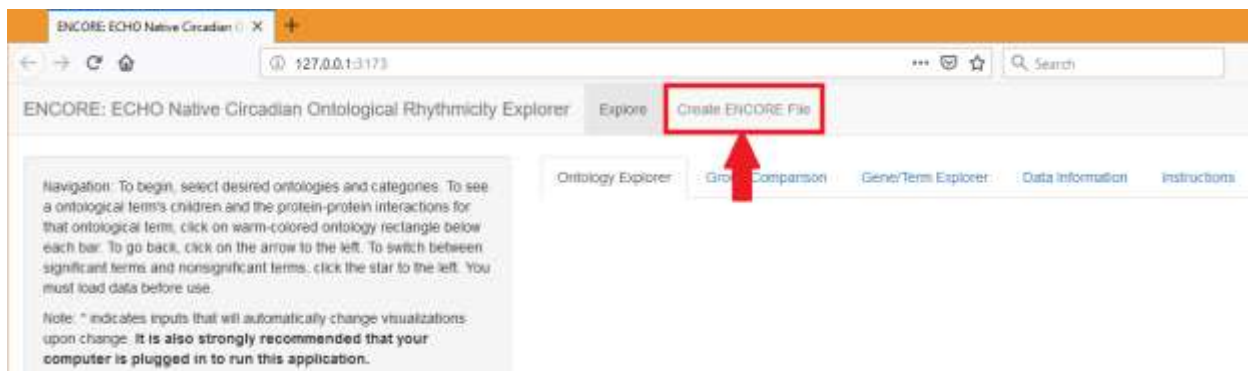 ENCORE: ECHO Native Circadian
127.0.0.1:3173
Search
ENCORE: ECHO Native Circadian Ontological Rhythmicity Explorer Explore Create ENCORE File
Navigation: To begin, select desired ontologies and categories. To see
a ontological term's children and the protein-protein interactions for
that ontological term, click on warm-colored ontology rectangle below
each bar. To go back, click on the arrow to the left. To switch between
significant terms and nonsignificant terms, click the star to the left. You
must load data before use.
Note: * indicates inputs that will automatically change visualizations
upon change. It is also strongly recommended that your
computer is plugged in to run this application.
Ontology Explorer Group Comparison Gene/Term Explorer Data Information Instructions